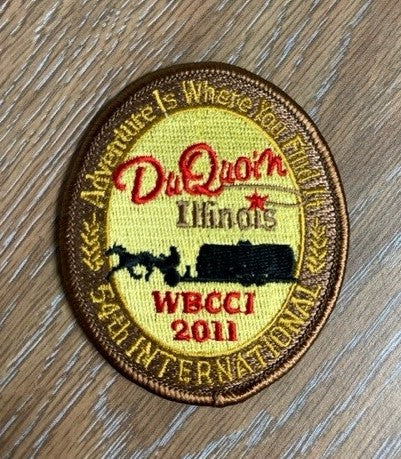 Adventure Is Where You Find It
DuQuoin
Illinois
WBCCI
2011
54th INTERNATIONAL